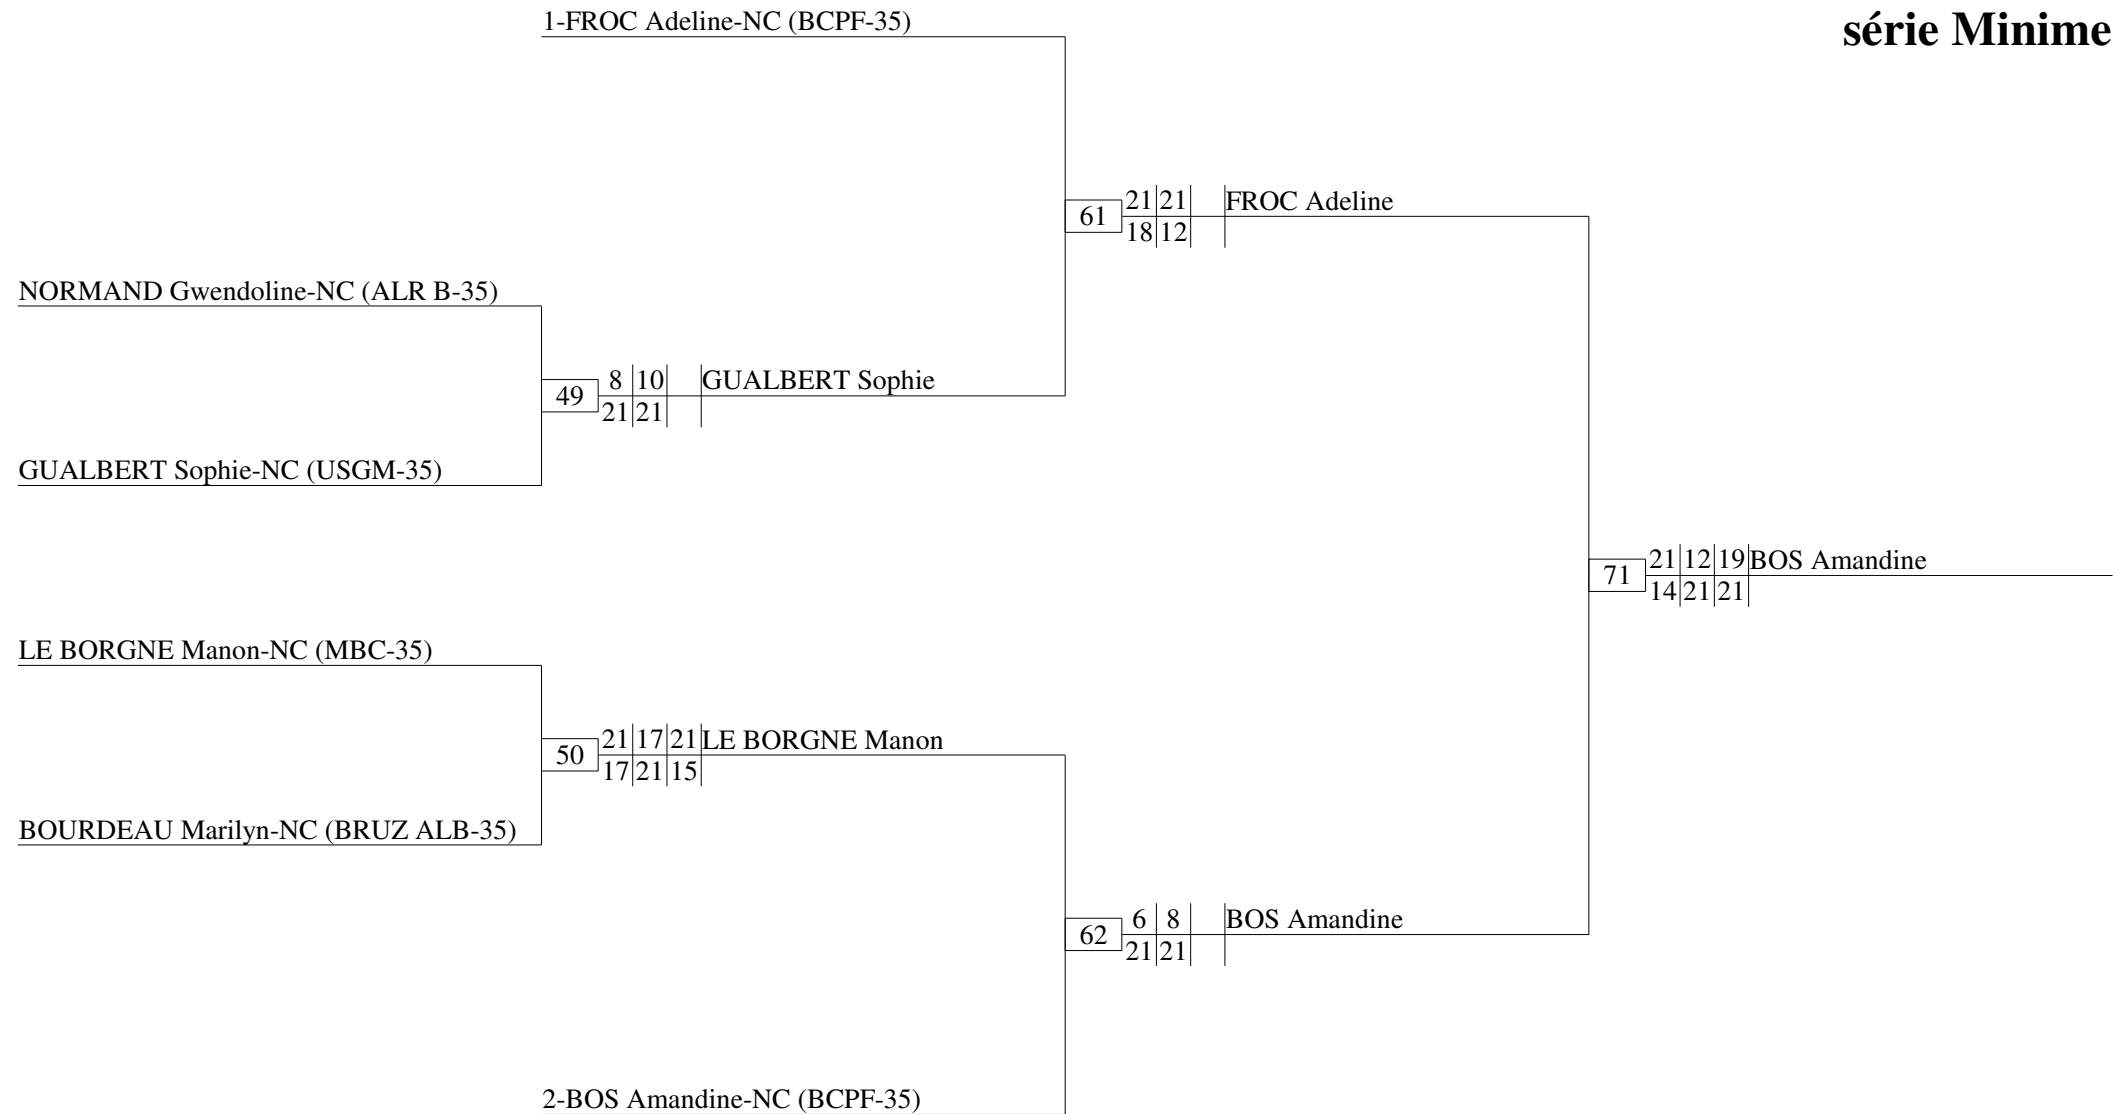 1-FROC Adeline-NC (BCPF-35)
série Minime
21 21 FROC Adeline
61
18 12
NORMAND Gwendoline-NC (ALR B-35)
8 10 GUALBERT Sophie
49
21 21
GUALBERT Sophie-NC (USGM-35)
21 12 19 BOS Amandine
71
14 21 21
LE BORGNE Manon-NC (MBC-35)
21 17 21 LE BORGNE Manon
50
17 21 15
BOURDEAU Marilyn-NC (BRUZ ALB-35)
6 8 BOS Amandine
62
21 21
2-BOS Amandine-NC (BCPF-35)